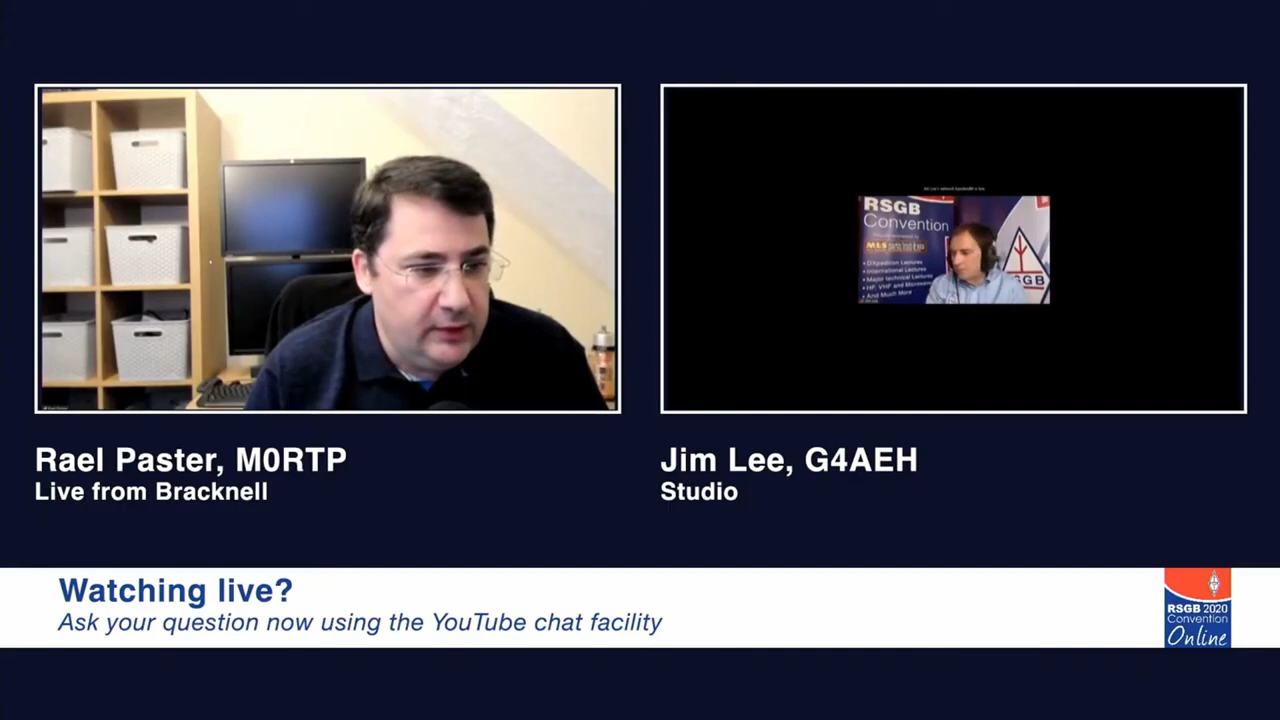 RSGB
Convention
MLS
• DXpedition Lectures
• International Lectures
• Major technical Lectures
• HF, VHF and
• And Much More
RSGB
Rael Paster, M0RTP
Live from Bracknell
Jim Lee, G4AEH
Studio
Watching live?
Ask your question now using the YouTube chat facility
RSGB 2020
Convention
Online